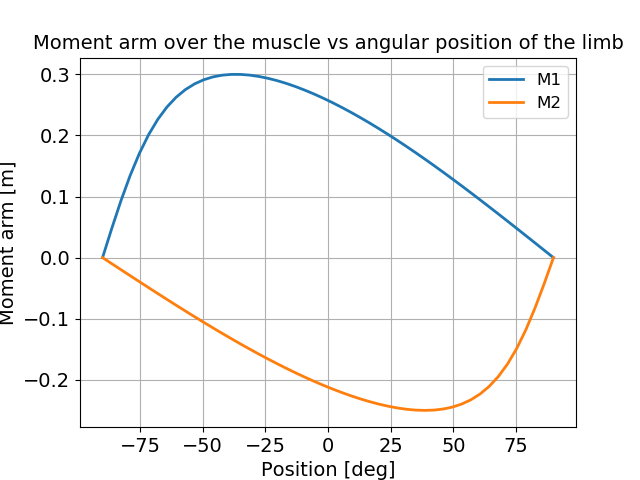 Moment arm over the muscle vs angular position of the limb
M1
M2
Moment arm [m]
0.3
0.2
0.1
0.0
−0.1
−0.2
−75
−50
−25
0
25
50
75
Position [deg]